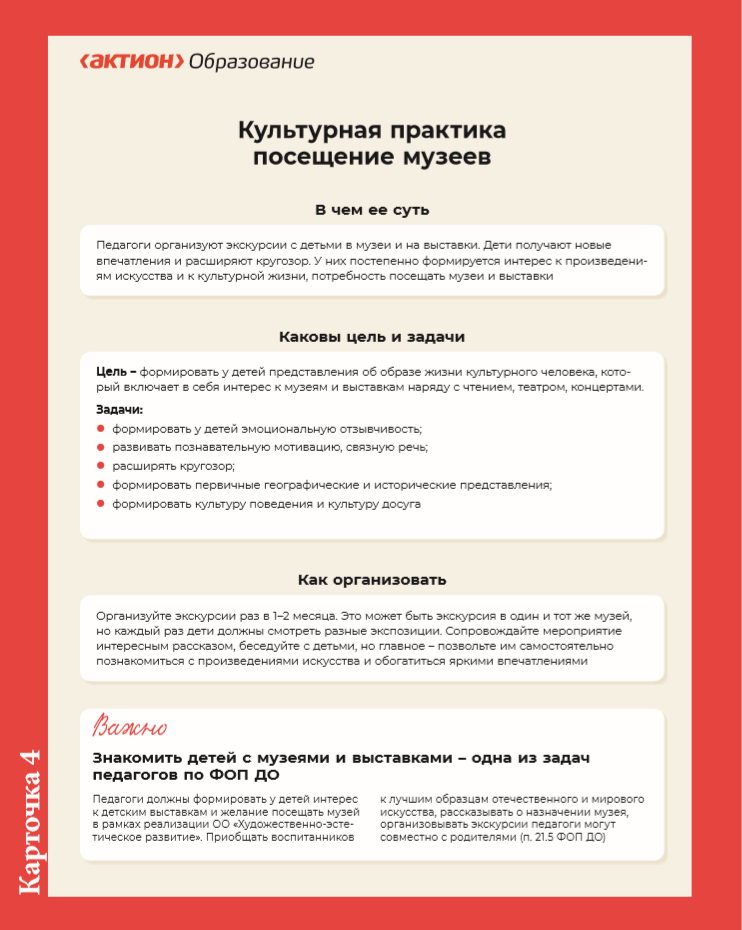 ‹актион› Образование
Культурная практика
посещение музеев
В чем ее суть
Педагоги организуют экскурсии с детьми в музеи и на выставки. Дети получают новые
впечатления и расширяют кругозор. У них постепенно формируется интерес к произведени-
ям искусства и к культурной жизни, потребность посещать музеи и выставки
Каковы цель и задачи
Цель – формировать у детей представления об образе жизни культурного человека, кото-
рый включает в себя интерес к музеям и выставкам наряду с чтением, театром, концертами.
Задачи:
● формировать у детей эмоциональную отзывчивость;
● развивать познавательную мотивацию, связную речь;
● расширять кругозор;
● формировать первичные географические и исторические представления;
● формировать культуру поведения и культуру досуга
Как организовать
Организуйте экскурсии раз в 1–2 месяца. Это может быть экскурсия в один и тот же музей,
но каждый раз дети должны смотреть разные экспозиции. Сопровождайте мероприятие
интересным рассказом, беседуйте с детьми, но главное – позвольте им самостоятельно
познакомиться с произведениями искусства и обогатиться яркими впечатлениями
Важно
Знакомить детей с музеями и выставками – одна из задач
педагогов по ФОП ДО
Педагоги должны формировать у детей интерес
к детским выставкам и желание посещать музей
в рамках реализации ОО «Художественно-эсте-
тическое развитие». Приобщать воспитанников
к лучшим образцам отечественного и мирового
искусства, рассказывать о назначении музея,
организовывать экскурсии педагоги могут
совместно с родителями (п. 21.5 ФОП ДО)
Карточка 4